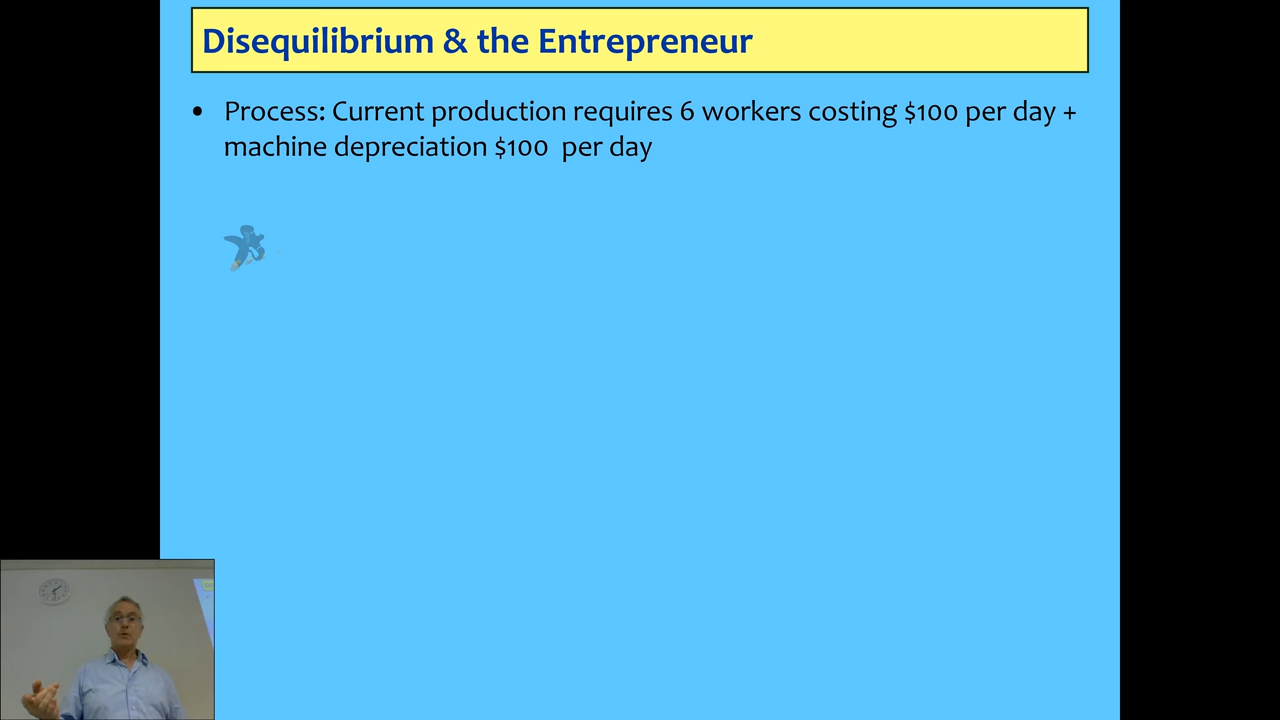 Disequilibrium & the Entrepreneur
• Process: Current production requires 6 workers costing $100 per day +
machine depreciation $100 per day